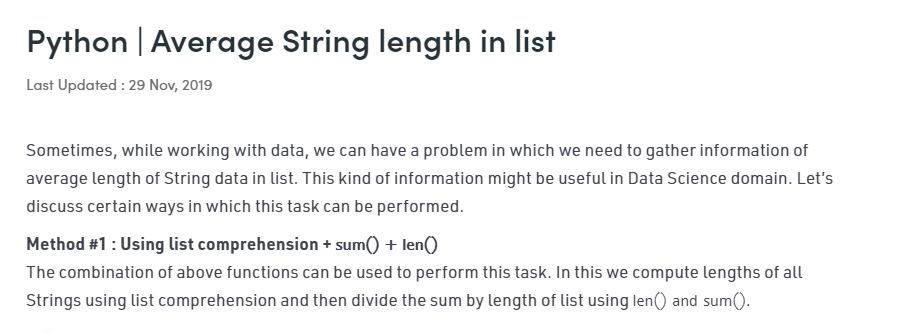 Python | Average String length in list
Last Updated : 29 Nov, 2019
Sometimes, while working with data, we can have a problem in which we need to gather information of
average length of String data in list. This kind of information might be useful in Data Science domain. Let's
discuss certain ways in which this task can be performed.
Method #1 : Using list comprehension + sum() + len()
The combination of above functions can be used to perform this task. In this we compute lengths of all
Strings using list comprehension and then divide the sum by length of list using len() and sum().